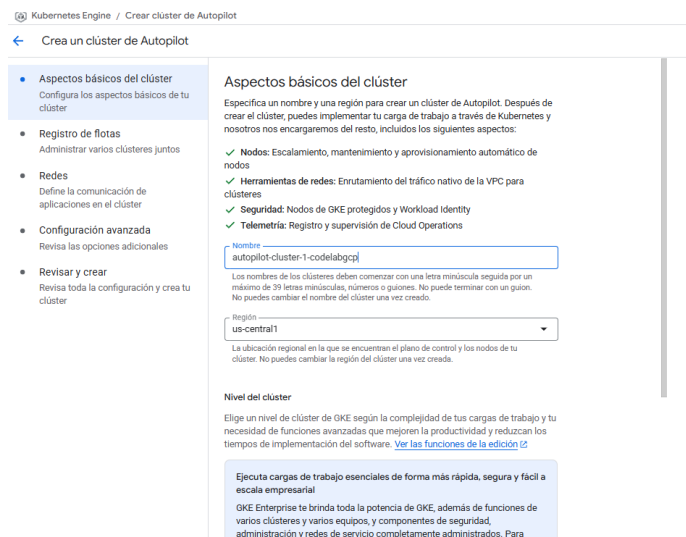 Kubernetes Engine / Crear clúster de Autopilot
Crea un clúster de Autopilot
Aspectos básicos del clúster
Configura los aspectos básicos de tu
clúster
Registro de flotas
Administrar varios clústeres juntos
Redes
Define la comunicación de
aplicaciones en el clúster
Configuración avanzada
Revisa las opciones adicionales
Revisar y crear
Revisa toda la configuración y crea tu
clúster
Aspectos básicos del clúster
Especifica un nombre y una región para crear un clúster de Autopilot. Después de
crear el clúster, puedes implementar tu carga de trabajo a través de Kubernetes y
nosotros nos encargaremos del resto, incluidos los siguientes aspectos:
Nodos: Escalamiento, mantenimiento y aprovisionamiento automático de
nodos
Herramientas de redes: Enrutamiento del tráfico nativo de la VPC para
clústeres
Seguridad: Nodos de GKE protegidos y Workload Identity
Telemetría: Registro y supervisión de Cloud Operations
Nombre
autopilot-cluster-1-codelabgcp
Los nombres de los clústeres deben comenzar con una letra minúscula seguida por un
máximo de 39 letras minúsculas, números o guiones. No puede terminar con un guion.
No puedes cambiar el nombre del clúster una vez creado.
Región
us-central1
La ubicación regional en la que se encuentran el plano de control y los nodos de tu
clúster. No puedes cambiar la región del clúster una vez creada.
Nivel del clúster
Elige un nivel de clúster de GKE según la complejidad de tus cargas de trabajo y tu
necesidad de funciones avanzadas que mejoren la productividad y reduzcan los
tiempos de implementación del software. Ver las funciones de la edición
Ejecuta cargas de trabajo esenciales de forma más rápida, segura y fácil a
escala empresarial
GKE Enterprise te brinda toda la potencia de GKE, además de funciones de
varios clústeres y varios equipos, y componentes de seguridad,
administración y redes de servicio completamente administrados. Para